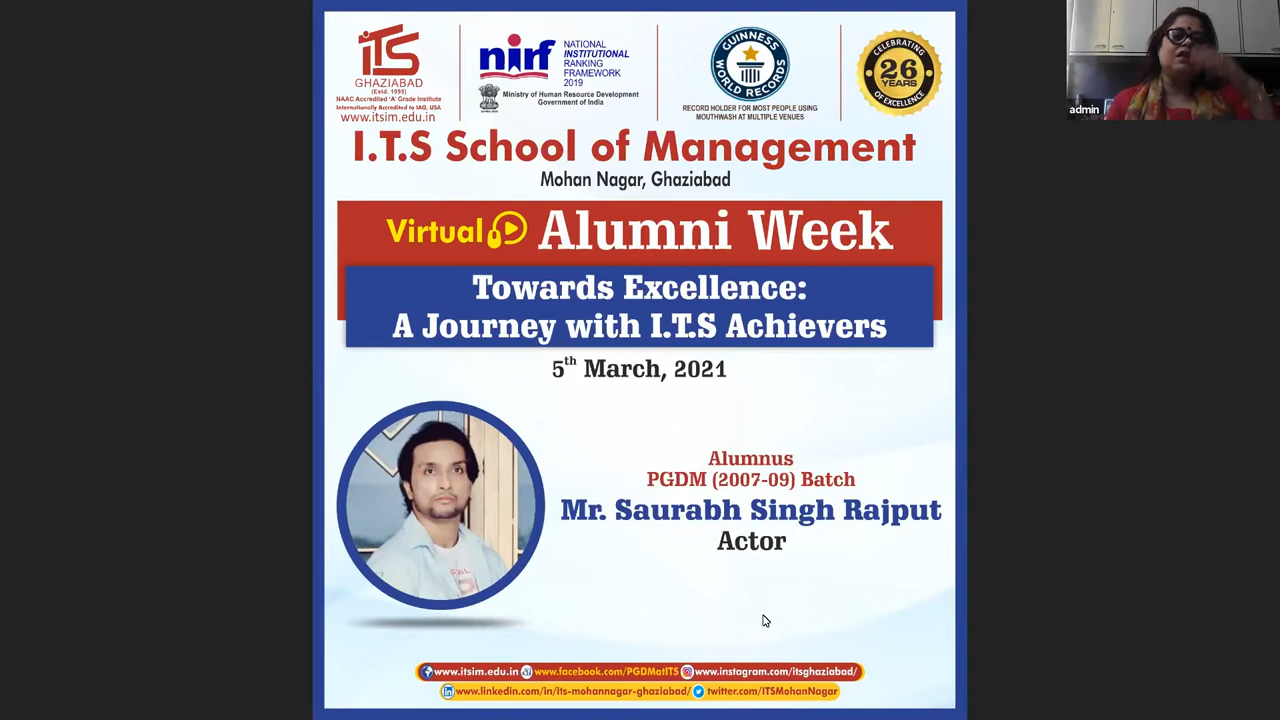 iTS
GHAZIABAD
(Estd. 1995)
NAAC Accredited 'A' Grade Institute
Internationally Accredited to IAO, USA
www.itsim.edu.in
nirf
NATIONAL
INSTITUTIONAL
RANKING
FRAMEWORK
2019
Ministry of Human Resource Development
Government of India
GUINNESS
WORLD RECORDS
RECORD HOLDER FOR MOST PEOPLE USING
MOUTHWASH AT MULTIPLE VENUES
CELEBRATING
26
YEARS
OF EXCELLENCE
admin
I.T.S School of Management
Mohan Nagar, Ghaziabad
Virtual Alumni Week
Towards Excellence:
A Journey with I.T.S Achievers
5th March, 2021
Alumnus
PGDM (2007-09) Batch
Mr. Saurabh Singh Rajput
Actor
www.itsim.edu.in www.facebook.com/PGDMatITS www.instagram.com/itsghaziabad/
www.linkedin.com/in/its-mohannagar-ghaziabad/ twitter.com/ITSMohanNagar